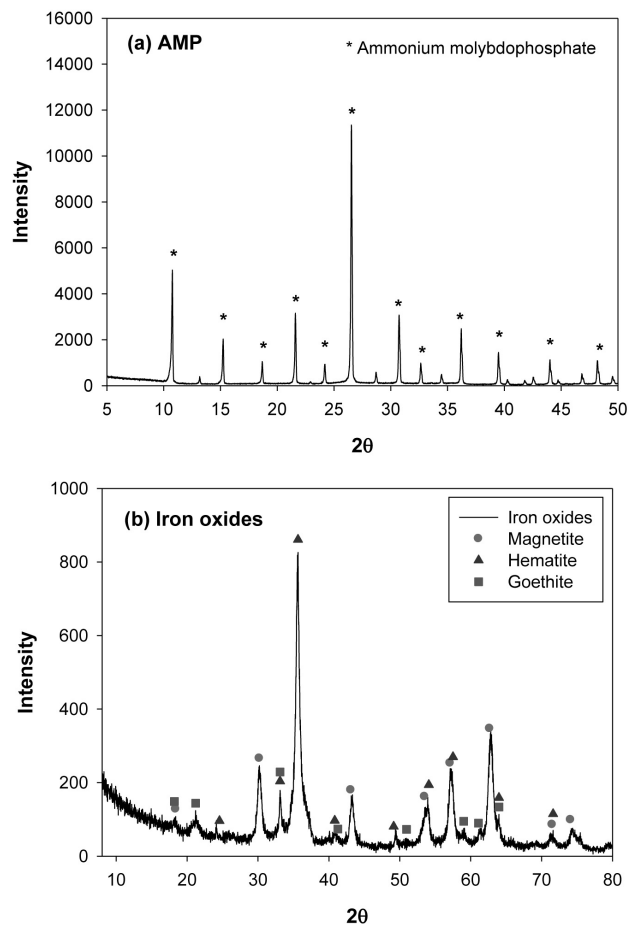 (a) AMP
* Ammonium molybdophosphate
16000
14000
12000
10000
8000
6000
4000
2000
0
Intensity
5 10 15 20 25 30 35 40 45 50
2θ
(b) Iron oxides
Iron oxides
Magnetite
Hematite
Goethite
1000
800
600
400
200
0
Intensity
10 20 30 40 50 60 70 80
2θ